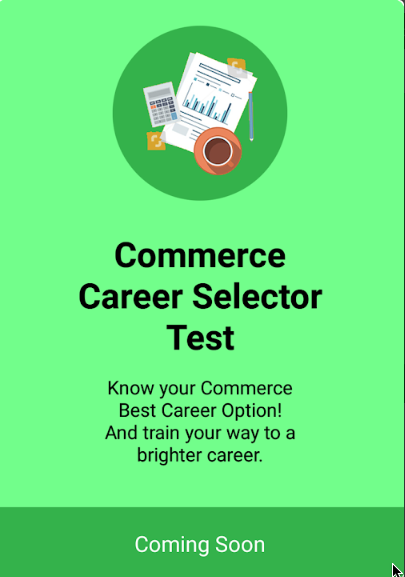 Commerce
Career Selector
Test
Know your Commerce
Best Career Option!
And train your way to a
brighter career.
Coming Soon